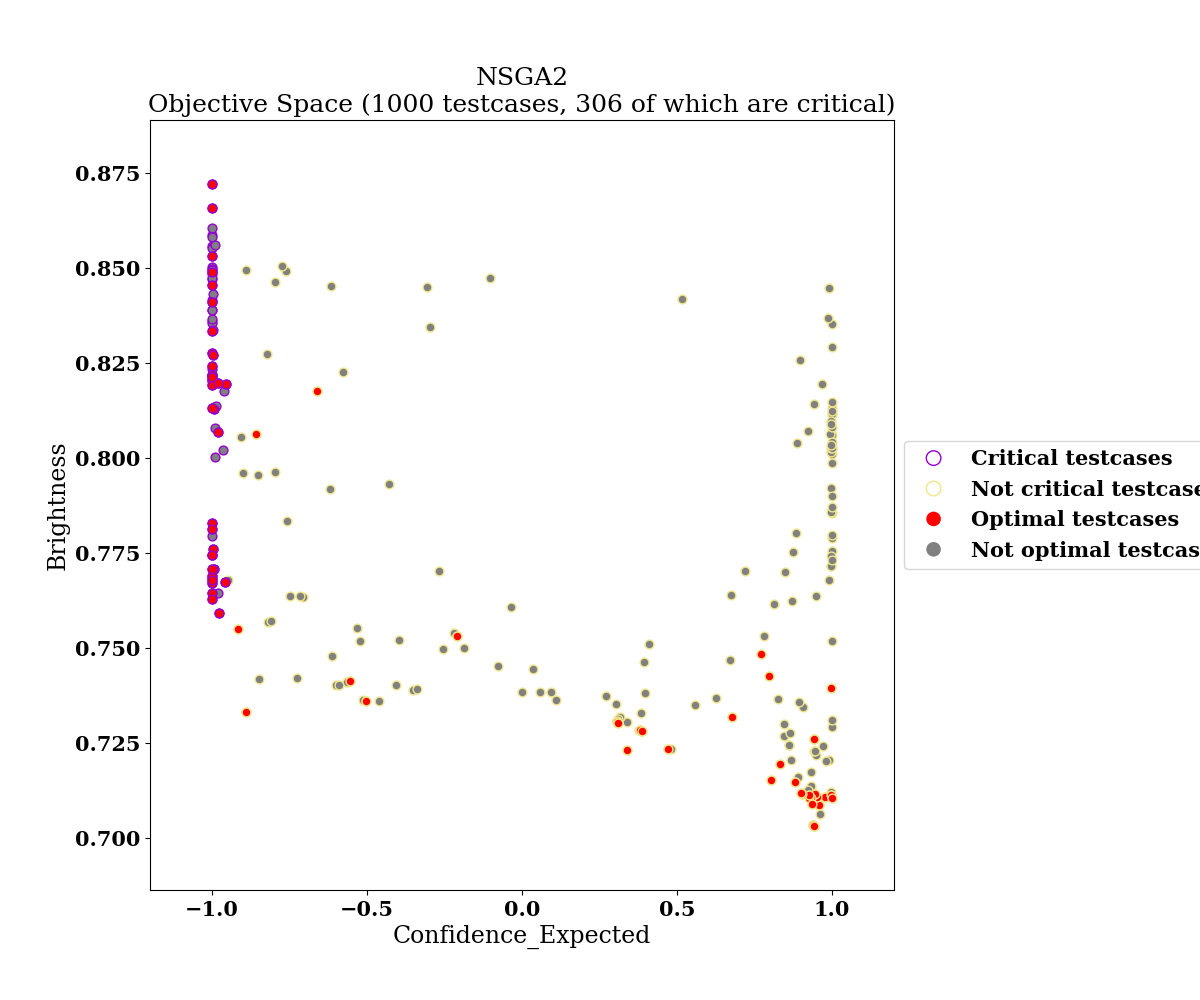 NSGA2
Objective Space (1000 testcases, 306 of which are critical)
0.875
0.850
0.825
0.800
0.775
0.750
0.725
0.700
Brightness
−1.0
−0.5
0.0
0.5
1.0
Confidence_Expected
Critical testcases
Not critical testcase
Optimal testcases
Not optimal testcas